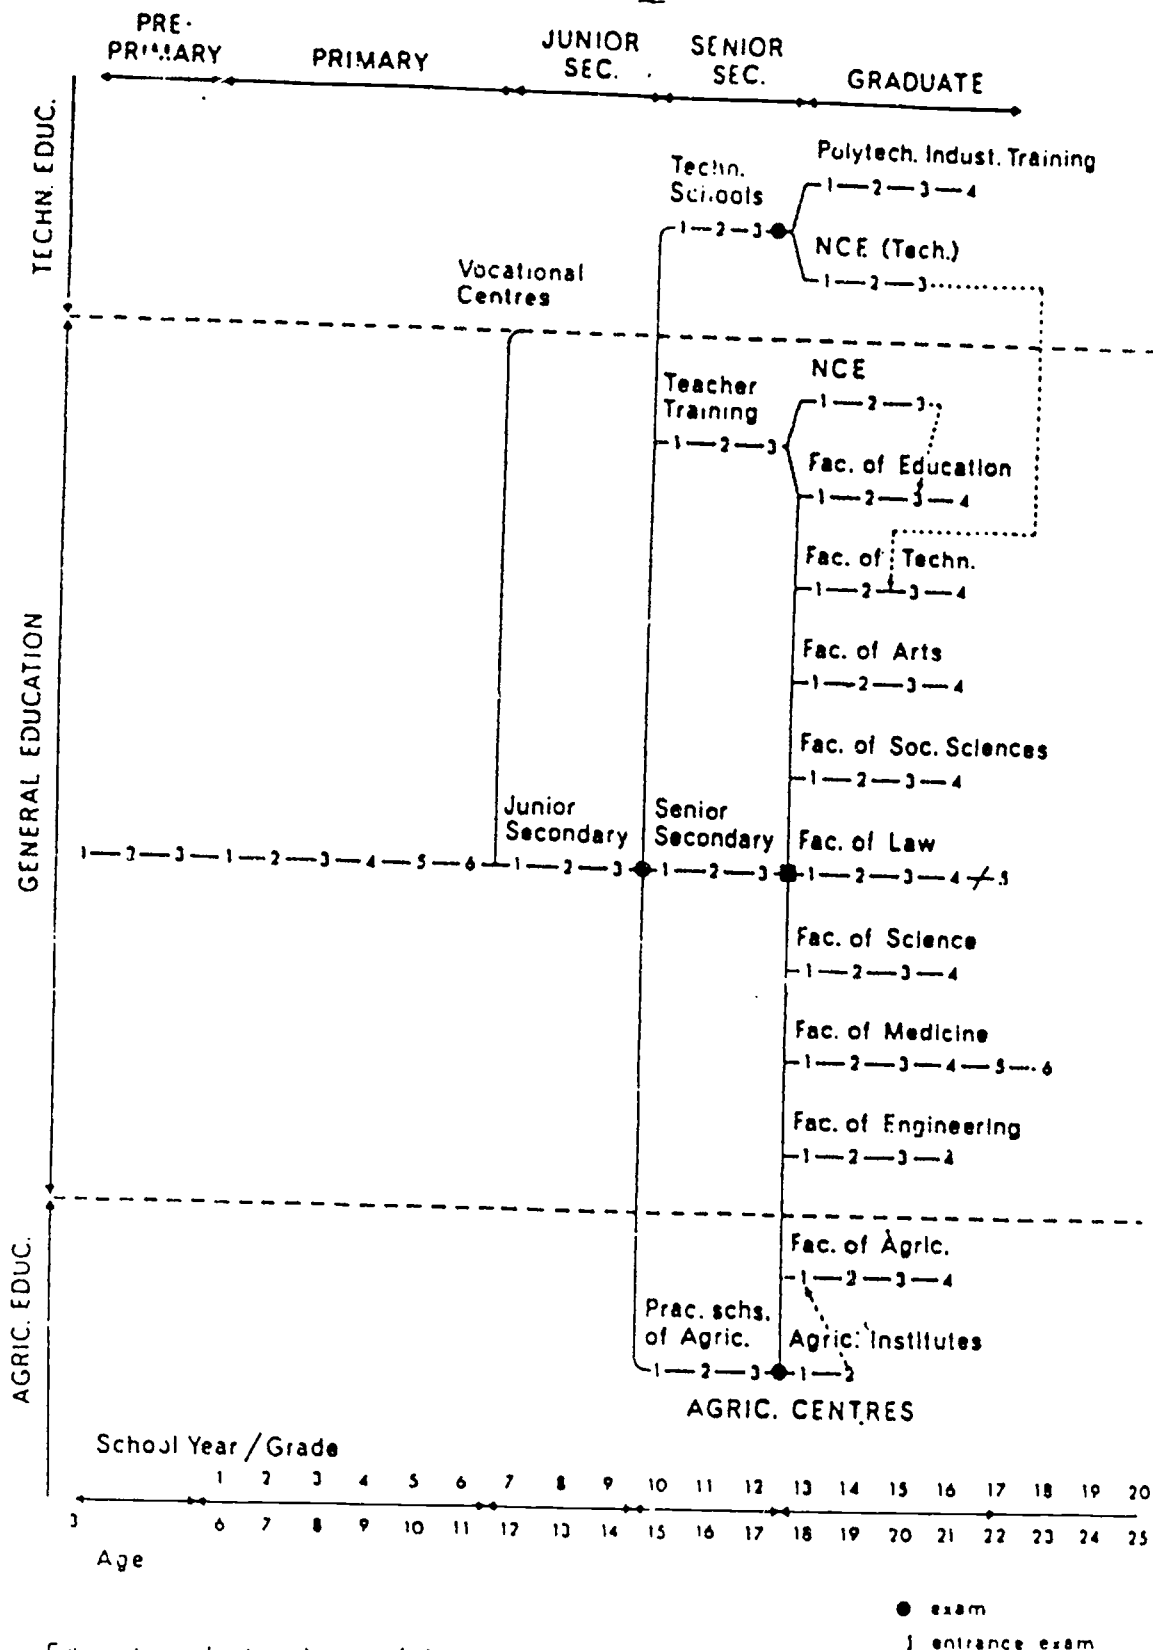 PRE-
PRIMARY
PRIMARY
JUNIOR
SEC.
SENIOR
SEC.
GRADUATE
TECHN. EDUC.
Techn.
Schools
1—2—3
Polytech. Indust. Training
1—2—3—4
NCE (Tech.)
1—2—3
Vocational
Centres
GENERAL EDUCATION
Teacher
Training
1—2—3
NCE
1—2—3
Fac. of Education
1—2—3—4
Fac. of Techn.
1—2—3—4
Fac. of Arts
1—2—3—4
Fac. of Soc. Sciences
1—2—3—4
Junior
Secondary
Senior
Secondary
Fac. of Law
1—2—3—1—2—3—4—5—6—1—2—3—1—2—3—1—2—3—4—5
Fac. of Science
1—2—3—4
Fac. of Medicine
1—2—3—4—5—6
Fac. of Engineering
1—2—3—4
AGRIC. EDUC.
Fac. of Agric.
1—2—3—4
Prac. schs.
of Agric.
Agric. Institutes
1—2—3—1—2
AGRIC. CENTRES
School Year / Grade
1 2 3 4 5 6 7 8 9 10 11 12 13 14 15 16 17 18 19 20
3 6 7 8 9 10 11 12 13 14 15 16 17 18 19 20 21 22 23 24 25
Age
exam
entrance exam